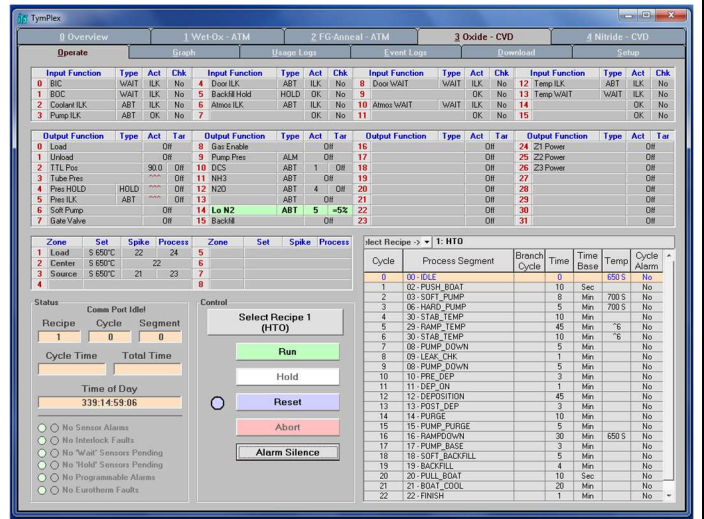 TymPlex
0 Overview 1 Wet-Ox - ATM 2 FG-Anneal - ATM 3 Oxide - CVD 4 Nitride - CVD
Operate Graph Usage Logs Event Logs Download Setup
Input Function Type Act Chk Input Function Type Act Chk Input Function Type Act Chk Input Function Type Act Chk
0 BIC WAIT ILK No 4 Door ILK ABT ILK No 8 Door WAIT WAIT ILK No 12 Temp ILK ABT ILK No
1 BOC WAIT ILK No 5 Backfill Hold HOLD OK No 9 OK No 13 Temp WAIT WAIT ILK No
2 Coolant ILK ABT ILK No 6 Atmos ILK ABT ILK No 10 Atmos WAIT WAIT ILK No 14 OK No
3 Pump ILK ABT OK No 7 OK No 11 OK No 15 OK No
Output Function Type Act Tar Output Function Type Act Tar Output Function Type Act Tar Output Function Type Act Tar
0 Load Off 8 Gas Enable Off 16 Off 24 Z1 Power Off
1 Unload Off 9 Pump Pres ALM Off 17 Off 25 Z2 Power Off
2 TTL Pos 90.0 Off 10 DCS ABT 1 Off 18 Off 26 Z3 Power Off
3 Tube Pres ^^^ Off 11 NH3 ABT Off 19 Off 27 Off
4 Pres HOLD HOLD ^^^ Off 12 N2O ABT 4 Off 20 Off 28 Off
5 Pres ILK ABT ^^^ Off 13 ABT Off 21 Off 29 Off
6 Soft Pump Off 14 Lo N2 ABT 5 =5% 22 Off 30 Off
7 Gate Valve Off 15 Backfill Off 23 Off 31 Off
Zone Set Spike Process Zone Set Spike Process
1 Load S 650°C 22 24 5
2 Center S 650°C 22 6
3 Source S 650°C 21 23 7
4 8
Status
Comm Port Idle!
Recipe Cycle Segment
1 0 0
Cycle Time Total Time
Time of Day
339:14:59:06
No Sensor Alarms
No Interlock Faults
No 'Wait' Sensors Pending
No 'Hold' Sensors Pending
No Programmable Alarms
No Eurotherm Faults
Control
Select Recipe 1
(HTO)
Run
Hold
Reset
Abort
Alarm Silence
lect Recipe -> 1: HTO
Cycle Process Segment Branch Cycle Time Time Base Temp Cycle Alarm
0 00 - IDLE 0 650 S No
1 02 - PUSH_BOAT 10 Sec No
2 03 - SOFT_PUMP 8 Min 700 S No
3 06 - HARD_PUMP 5 Min 700 S No
4 30 - STAB_TEMP 10 Min No
5 29 - RAMP_TEMP 45 Min ^6 No
6 30 - STAB_TEMP 10 Min ^6 No
7 08 - PUMP_DOWN 5 Min No
8 09 - LEAK_CHK 1 Min No
9 08 - PUMP_DOWN 5 Min No
10 10 - PRE_DEP 3 Min No
11 11 - DEP_ON 1 Min No
12 12 - DEPOSITION 45 Min No
13 13 - POST_DEP 3 Min No
14 14 - PURGE 10 Min No
15 15 - PUMP_PURGE 5 Min No
16 16 - RAMPDOWN 30 Min 650 S No
17 17 - PUMP_BASE 3 Min No
18 18 - SOFT_BACKFILL 5 Min No
19 19 - BACKFILL 4 Min No
20 20 - PULL_BOAT 10 Sec No
21 21 - BOAT_COOL 20 Min No
22 22 - FINISH 1 Min No